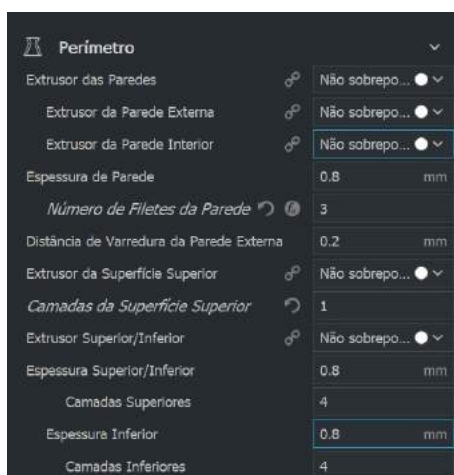 Perímetro
Extrusor das Paredes Não sobrepo...
Extrusor da Parede Externa Não sobrepo...
Extrusor da Parede Interior Não sobrepo...
Espessura de Parede 0.8 mm
Número de Filetes da Parede 3
Distância de Varredura da Parede Externa 0.2 mm
Extrusor da Superfície Superior Não sobrepo...
Camadas da Superfície Superior 1
Extrusor Superior/Inferior Não sobrepo...
Espessura Superior/Inferior 0.8 mm
Camadas Superiores 4
Espessura Inferior 0.8 mm
Camadas Inferiores 4